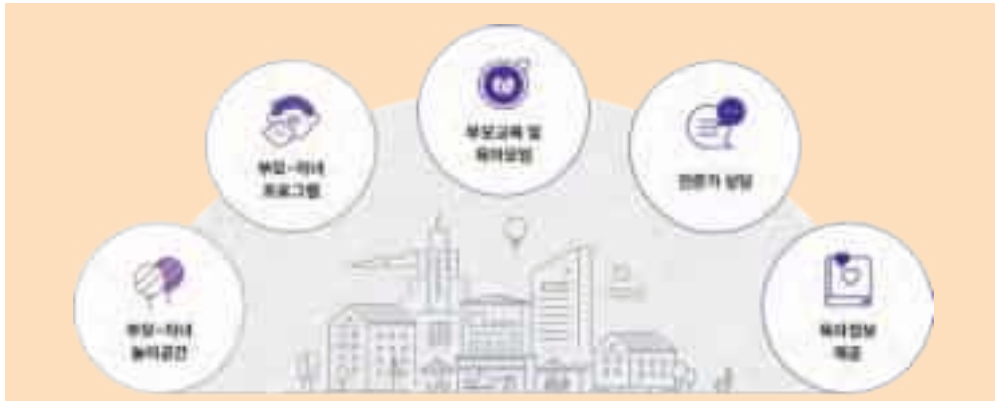 부모-자녀
놀이공간
부모-자녀
프로그램
부모교육 및
육아모임
전문가 상담
육아정보
제공